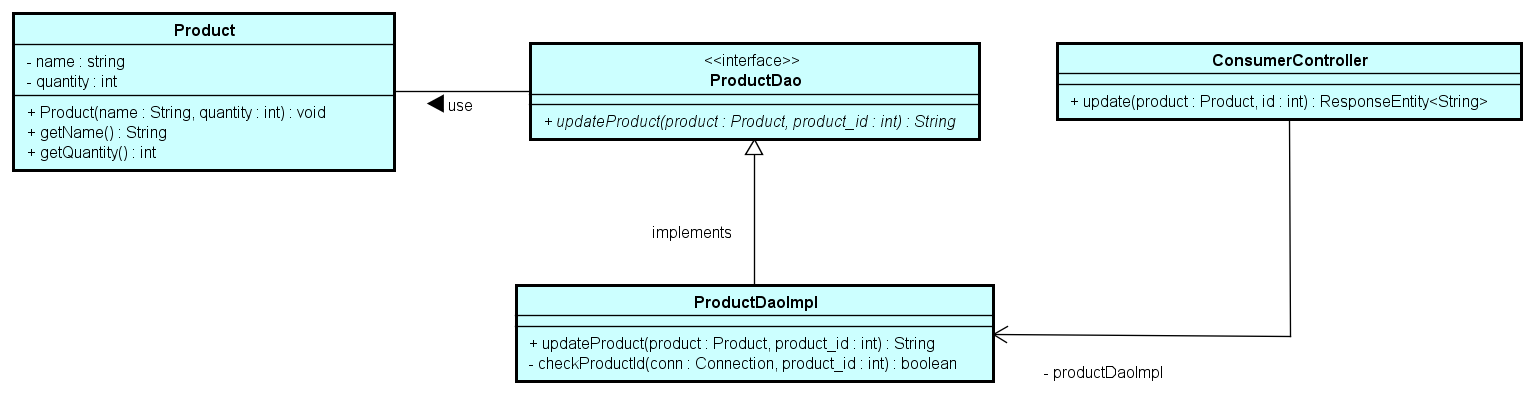 Product
- name : string
- quantity : int
+ Product(name : String, quantity : int) : void
+ getName() : String
+ getQuantity() : int
use
<<interface>>
ProductDao
+ updateProduct(product : Product, product_id : int) : String
ConsumerController
+ update(product : Product, id : int) : ResponseEntity<String>
implements
ProductDaoImpl
+ updateProduct(product : Product, product_id : int) : String
- checkProductId(conn : Connection, product_id : int) : boolean
- productDaoImpl